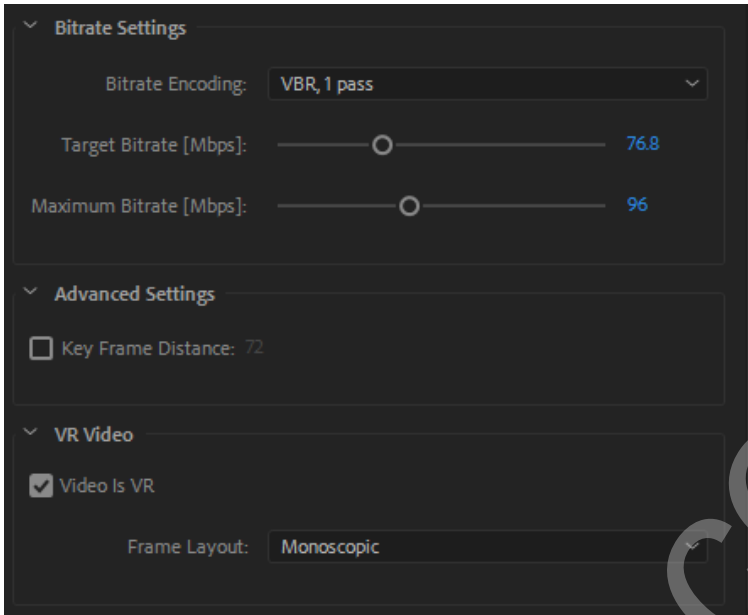 Bitrate Settings
Bitrate Encoding: VBR, 1 pass
Target Bitrate [Mbps]: 76.8
Maximum Bitrate [Mbps]: 96
Advanced Settings
Key Frame Distance: 72
VR Video
Video Is VR
Frame Layout: Monoscopic